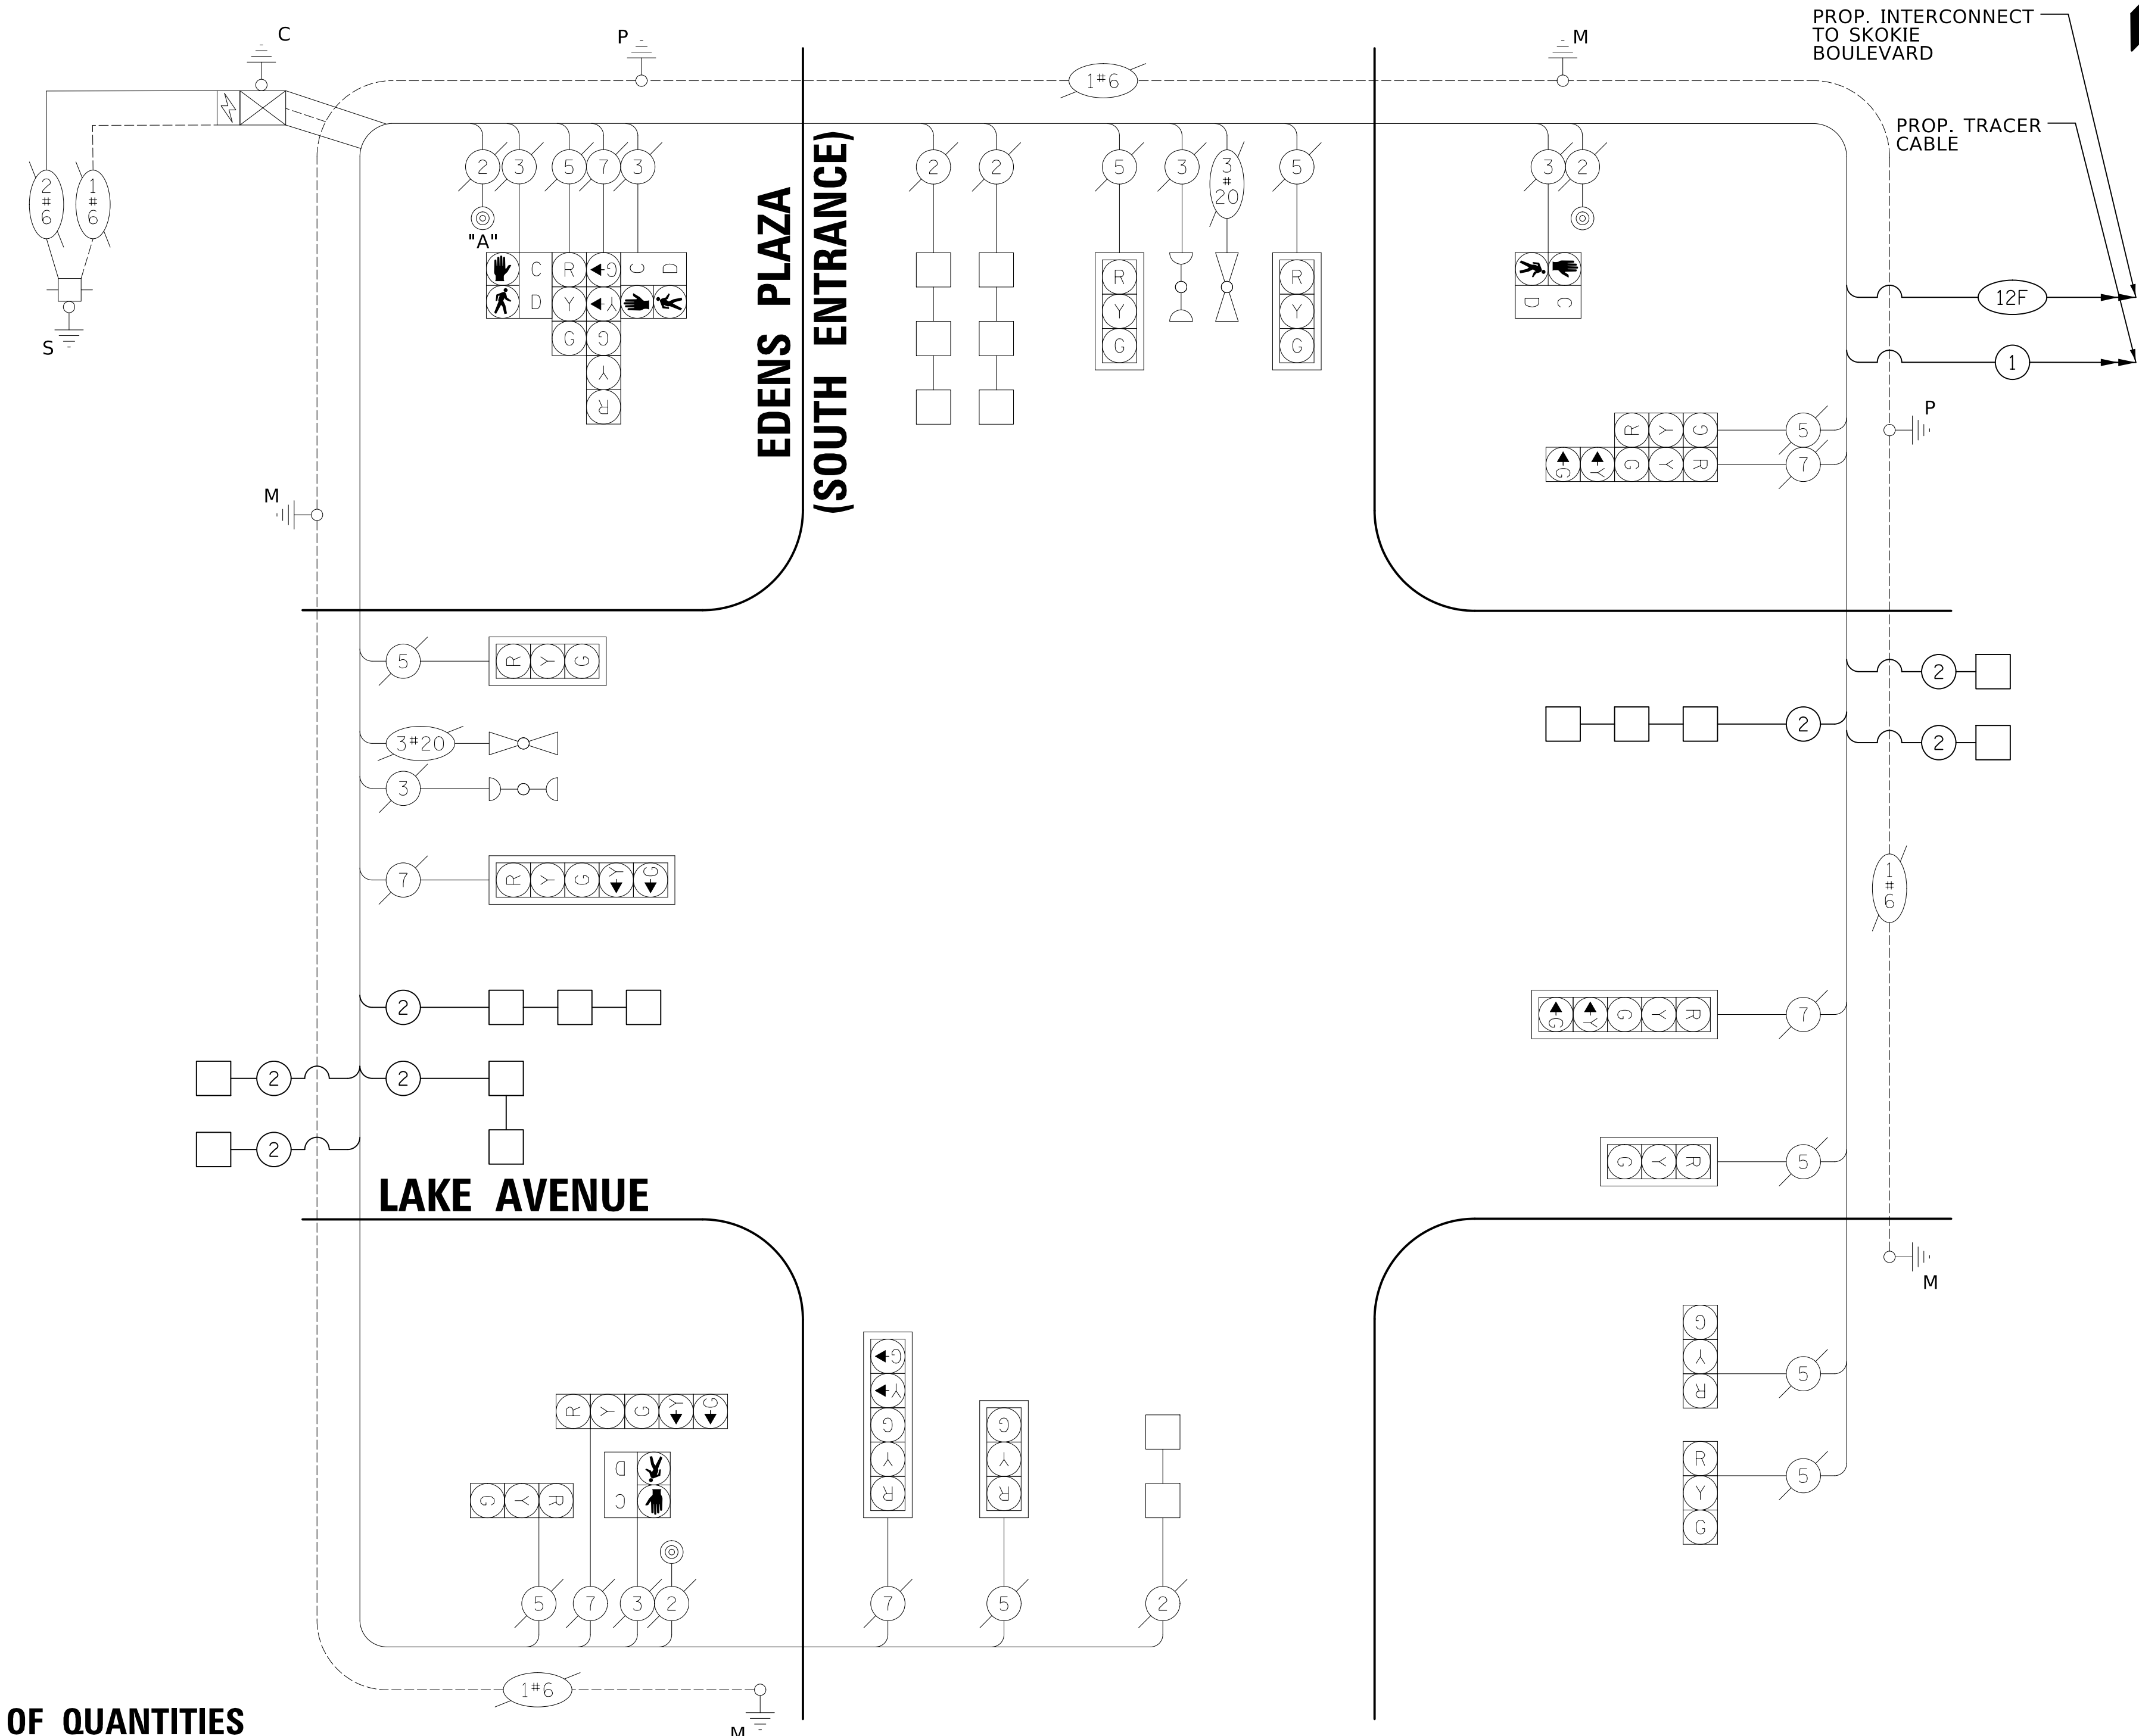 C
P
M
PROP. INTERCONNECT
TO SKOKIE
BOULEVARD
1#6
PROP. TRACER
CABLE
2 3 5 7 3
2 2 5 3 3#20 5
3 2
2#6
1#6
"A"
S
C R G C D
D Y Y
G G
Y
R
R
Y
G
R
Y
G
D C
EDENS PLAZA
(SOUTH ENTRANCE)
12F
1
P
R Y G 5
G Y G Y R 7
M
5 R Y G
2
2
2
3#20
3
7 R Y G Y G
1#6
2
G Y G Y R 7
2 2
2
G Y R 5
LAKE AVENUE
M
G
Y
R
5
R
Y
G
5
R Y G Y G
D
C
G Y R
G
Y
G
Y
R
G
Y
R
5 7 3 2
7 5 2
1#6
M
OF QUANTITIES